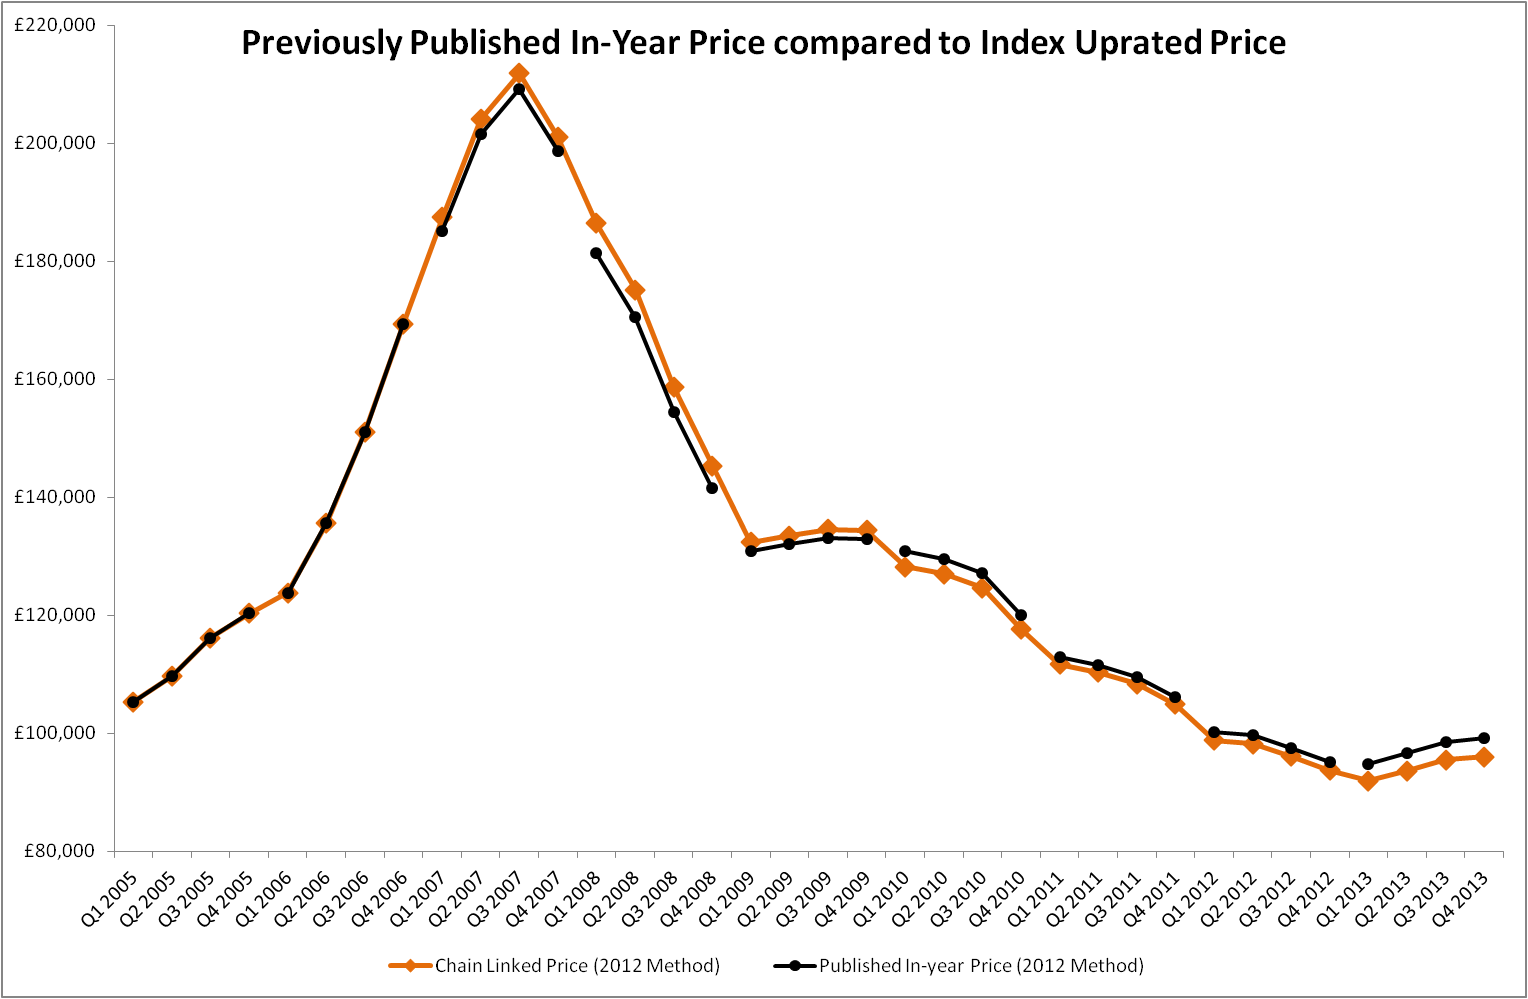 Previously Published In-Year Price compared to Index Uprated Price
£220,000
£200,000
£180,000
£160,000
£140,000
£120,000
£100,000
£80,000
Q1 2005
Q2 2005
Q3 2005
Q4 2005
Q1 2006
Q2 2006
Q3 2006
Q4 2006
Q1 2007
Q2 2007
Q3 2007
Q4 2007
Q1 2008
Q2 2008
Q3 2008
Q4 2008
Q1 2009
Q2 2009
Q3 2009
Q4 2009
Q1 2010
Q2 2010
Q3 2010
Q4 2010
Q1 2011
Q2 2011
Q3 2011
Q4 2011
Q1 2012
Q2 2012
Q3 2012
Q4 2012
Q1 2013
Q2 2013
Q3 2013
Q4 2013
Chain Linked Price (2012 Method)
Published In-year Price (2012 Method)